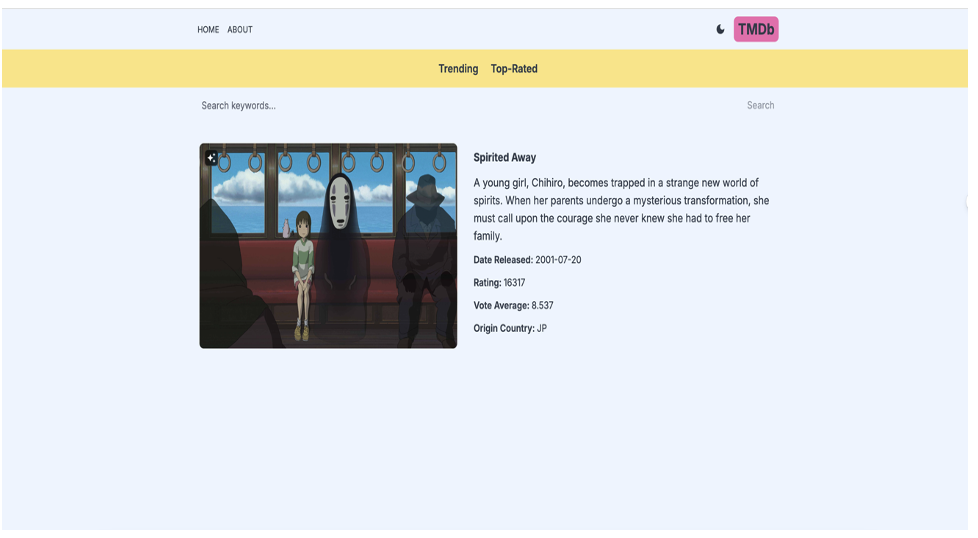 HOME ABOUT TMDb
Trending Top-Rated
Search keywords... Search
Spirited Away
A young girl, Chihiro, becomes trapped in a strange new world of
spirits. When her parents undergo a mysterious transformation, she
must call upon the courage she never knew she had to free her
family.
Date Released: 2001-07-20
Rating: 16317
Vote Average: 8.537
Origin Country: JP